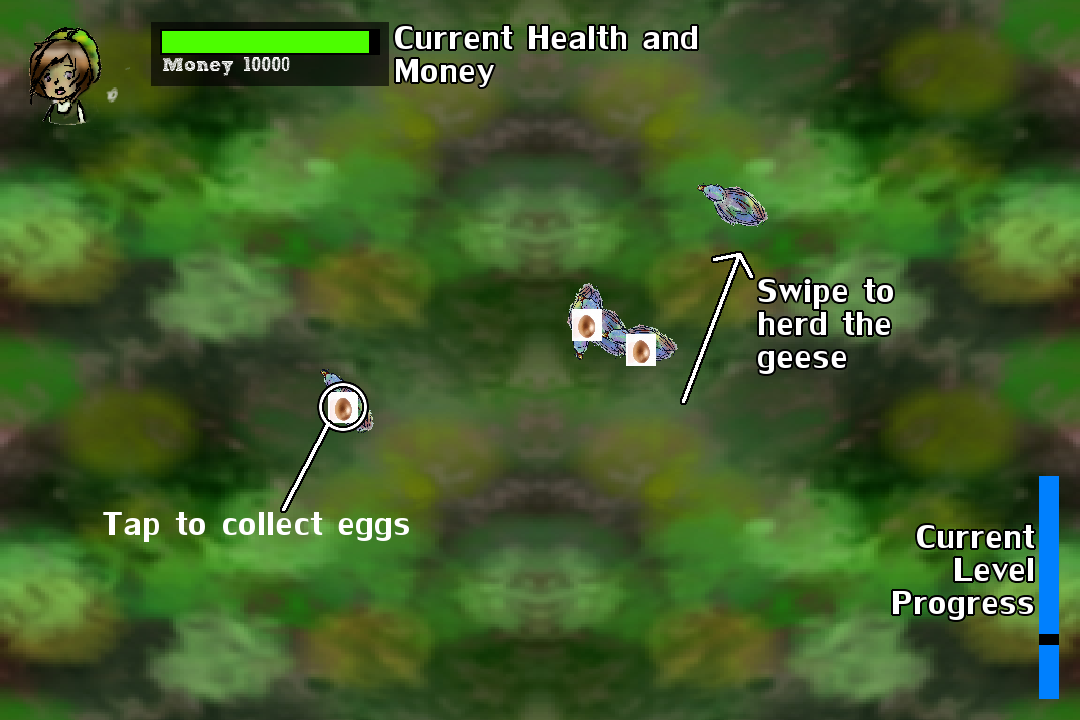 Current Health and
Money
Money 10000
Swipe to
herd the
geese
Tap to collect eggs
Current
Level
Progress